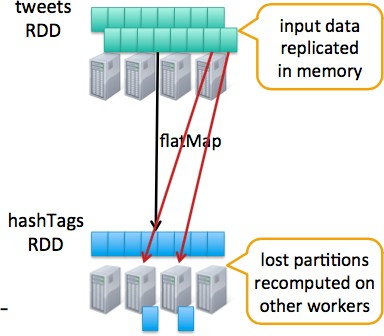 tweets
RDD
input data
replicated
in memory
flatMap
hashTags
RDD
lost partitions
recomputed on
other workers
-